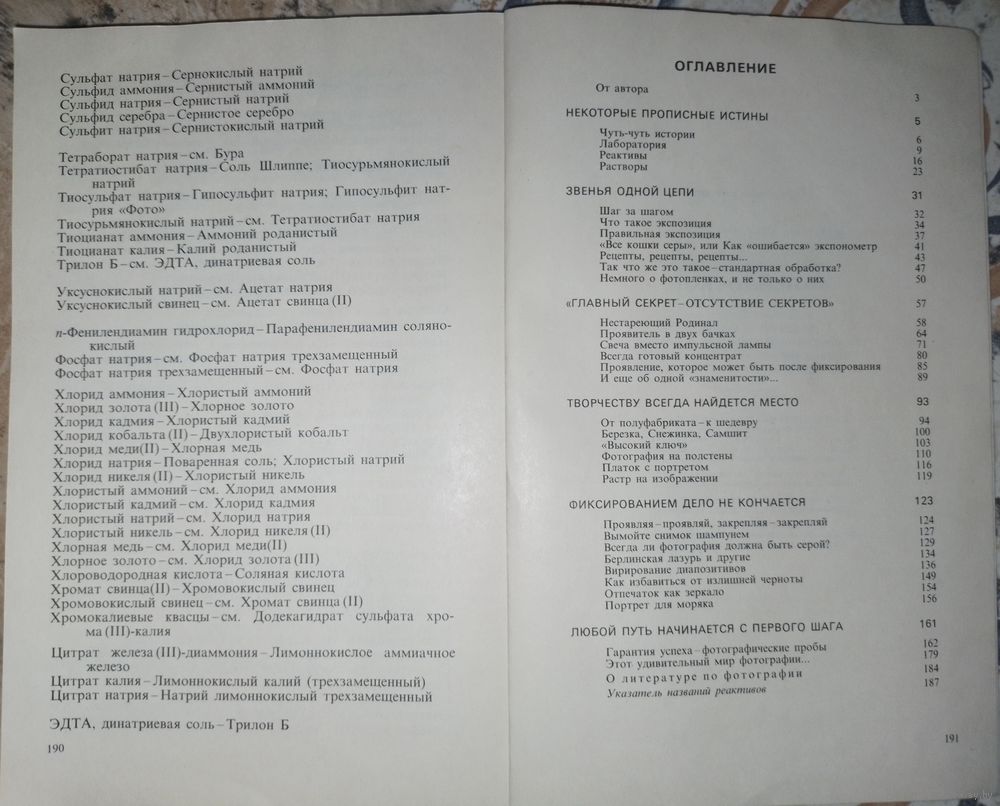 Сульфат натрия – Сернокислый натрий
Сульфид аммония – Сернистый аммоний
Сульфид натрия – Сернистый натрий
Сульфид серебра – Сернистое серебро
Сульфит натрия – Сернистокислый натрий
Тетраборат натрия – см. Бура
Тетратиостибат натрия – Соль Шлиппе; Тиосурьмянокислый
натрий
Тиосульфат натрия – Гипосульфит натрия; Гипосульфит нат-
рия «Фото»
Тиосурьмянокислый натрий – см. Тетратиостибат натрия
Тиоцианат аммония – Аммоний роданистый
Тиоцианат калия – Калий роданистый
Трилон Б – см. ЭДТА, динатриевая соль
Уксуснокислый натрий – см. Ацетат натрия
Уксуснокислый свинец – см. Ацетат свинца (II)
п-Фенилендиамин гидрохлорид – Парафенилендиамин соляно-
кислый
Фосфат натрия – см. Фосфат натрия трехзамещенный
Фосфат натрия трехзамещенный – см. Фосфат натрия
Хлорид аммония – Хлористый аммоний
Хлорид золота (III) – Хлорное золото
Хлорид кадмия – Хлористый кадмий
Хлорид кобальта (II) – Двухлористый кобальт
Хлорид меди(II) – Хлорная медь
Хлорид натрия – Поваренная соль; Хлористый натрий
Хлорид никеля (II) – Хлористый никель
Хлористый аммоний – см. Хлорид аммония
Хлористый кадмий – см. Хлорид кадмия
Хлористый натрий – см. Хлорид натрия
Хлористый никель – см. Хлорид никеля (II)
Хлорная медь – см. Хлорид меди(II)
Хлорное золото – см. Хлорид золота (III)
Хлороводородная кислота – Соляная кислота
Хромат свинца(II) – Хромовокислый свинец
Хромовокислый свинец – см. Хромат свинца (II)
Хромокалиевые квасцы – см. Додекагидрат сульфата хро-
ма (III)-калия
Цитрат железа (III)-диаммония – Лимоннокислое аммиачное
железо
Цитрат калия – Лимоннокислый калий (трехзамещенный)
Цитрат натрия – Натрий лимоннокислый трехзамещенный
ЭДТА, динатриевая соль – Трилон Б
190
ОГЛАВЛЕНИЕ
От автора 3
НЕКОТОРЫЕ ПРОПИСНЫЕ ИСТИНЫ 5
Чуть-чуть истории 6
Лаборатория 9
Реактивы 16
Растворы 23
ЗВЕНЬЯ ОДНОЙ ЦЕПИ 31
Шаг за шагом 32
Что такое экспозиция 34
Правильная экспозиция 37
«Все кошки серы», или Как «ошибается» экспонометр 41
Рецепты, рецепты, рецепты... 43
Так что же это такое – стандартная обработка? 47
Немного о фотопленках, и не только о них 50
«ГЛАВНЫЙ СЕКРЕТ – ОТСУТСТВИЕ СЕКРЕТОВ» 57
Нестареющий Родинал 58
Проявитель в двух бачках 64
Свеча вместо импульсной лампы 71
Всегда готовый концентрат 80
Проявление, которое может быть после фиксирования 85
И еще об одной «знаменитости»... 89
ТВОРЧЕСТВУ ВСЕГДА НАЙДЕТСЯ МЕСТО 93
От полуфабриката – к шедевру 94
Березка, Снежинка, Самшит 100
«Высокий ключ» 103
Фотография на полстены 110
Платок с портретом 116
Растр на изображении 119
ФИКСИРОВАНИЕМ ДЕЛО НЕ КОНЧАЕТСЯ 123
Проявляя – проявляй, закрепляя – закрепляй 124
Вымойте снимок шампунем 127
Всегда ли фотография должна быть серой? 129
Берлинская лазурь и другие 134
Вирирование диапозитивов 136
Как избавиться от излишней черноты 149
Отпечаток как зеркало 154
Портрет для моряка 156
ЛЮБОЙ ПУТЬ НАЧИНАЕТСЯ С ПЕРВОГО ШАГА 161
Гарантия успеха – фотографические пробы 162
Этот удивительный мир фотографии... 179
О литературе по фотографии 184
Указатель названий реактивов 187
191
ay.by